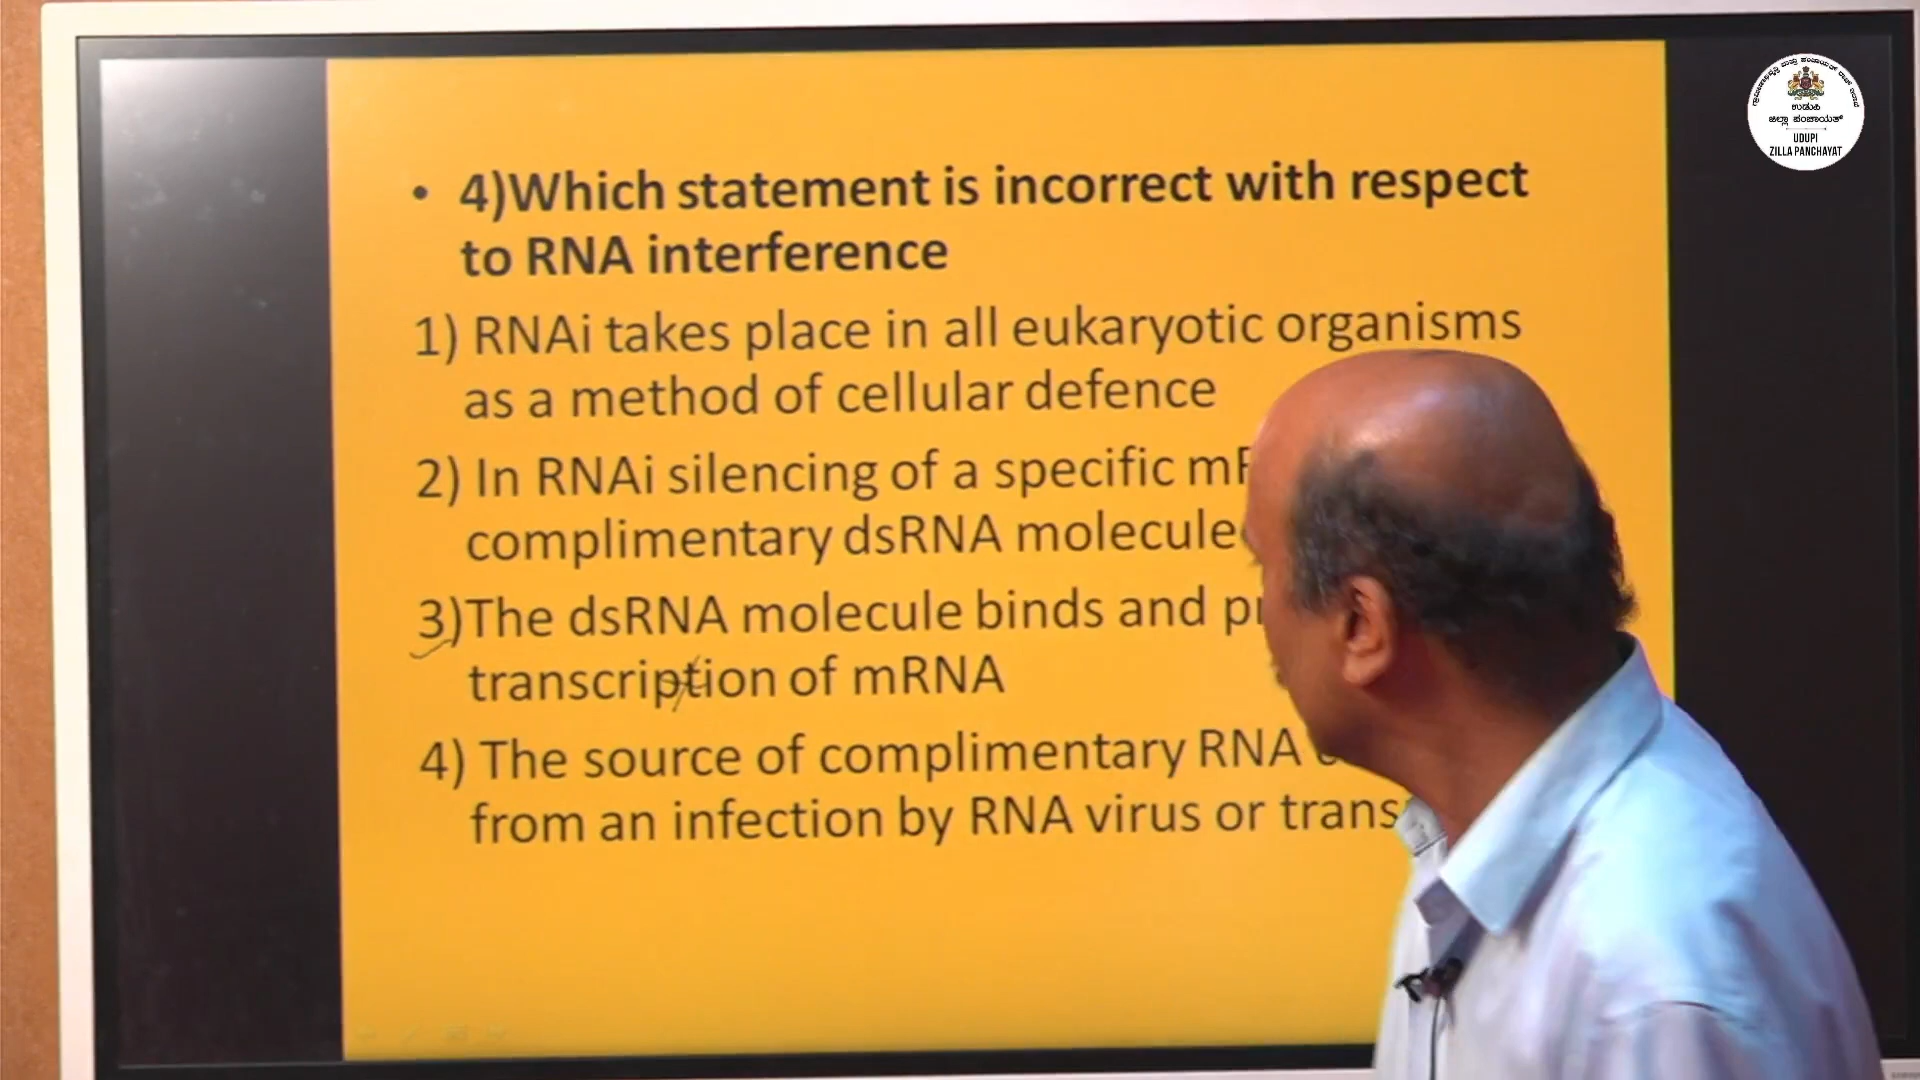 • 4)Which statement is incorrect with respect
to RNA interference
1) RNAi takes place in all eukaryotic organisms
as a method of cellular defence
2) In RNAi silencing of a specific
complimentary dsRNA molecule
3)The dsRNA molecule binds and
transcription of mRNA
4) The source of complimentary RNA
from an infection by RNA virus or
ಉಡುಪಿ
ಜಿಲ್ಲಾ ಪಂಚಾಯತ್
UDUPI
ZILLA PANCHAYAT